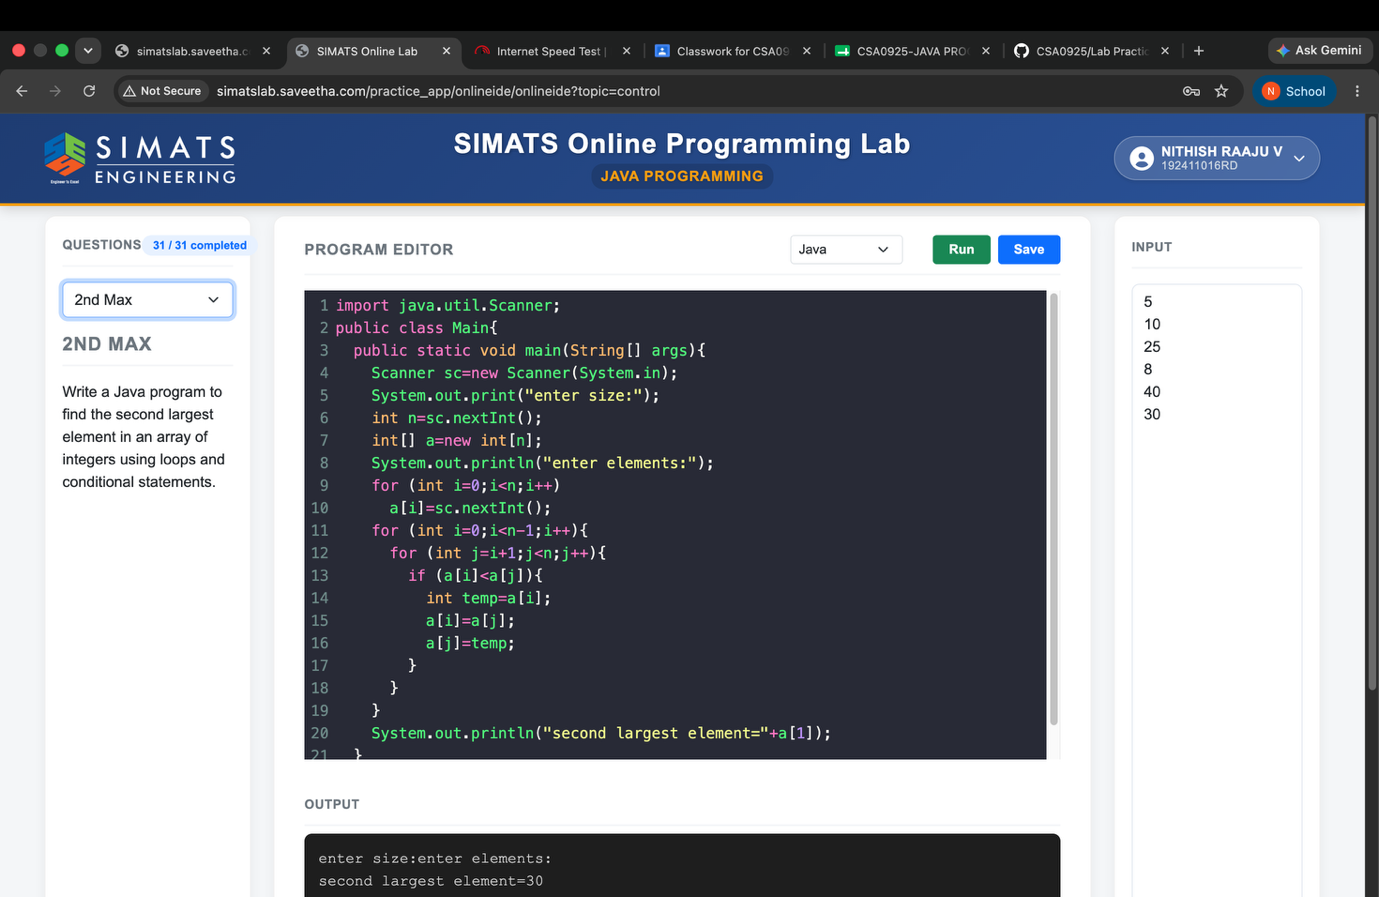 simatslab.saveetha.c
SIMATS Online Lab
Internet Speed Test |
Classwork for CSA09
CSA0925-JAVA PRO
CSA0925/Lab Practic
Ask Gemini
Not Secure
simatslab.saveetha.com/practice_app/onlineide/onlineide?topic=control
N School
SIMATS
ENGINEERING
Engineer to Excel
SIMATS Online Programming Lab
JAVA PROGRAMMING
NITHISH RAAJU V
192411016RD
QUESTIONS 31 / 31 completed
2nd Max
2ND MAX
Write a Java program to
find the second largest
element in an array of
integers using loops and
conditional statements.
PROGRAM EDITOR
Java
Run
Save
1 import java.util.Scanner;
2 public class Main{
3 public static void main(String[] args){
4 Scanner sc=new Scanner(System.in);
5 System.out.print("enter size:");
6 int n=sc.nextInt();
7 int[] a=new int[n];
8 System.out.println("enter elements:");
9 for (int i=0;i<n;i++)
10 a[i]=sc.nextInt();
11 for (int i=0;i<n-1;i++){
12 for (int j=i+1;j<n;j++){
13 if (a[i]<a[j]){
14 int temp=a[i];
15 a[i]=a[j];
16 a[j]=temp;
17 }
18 }
19 }
20 System.out.println("second largest element="+a[1]);
21 }
OUTPUT
enter size:enter elements:
second largest element=30
INPUT
5
10
25
8
40
30